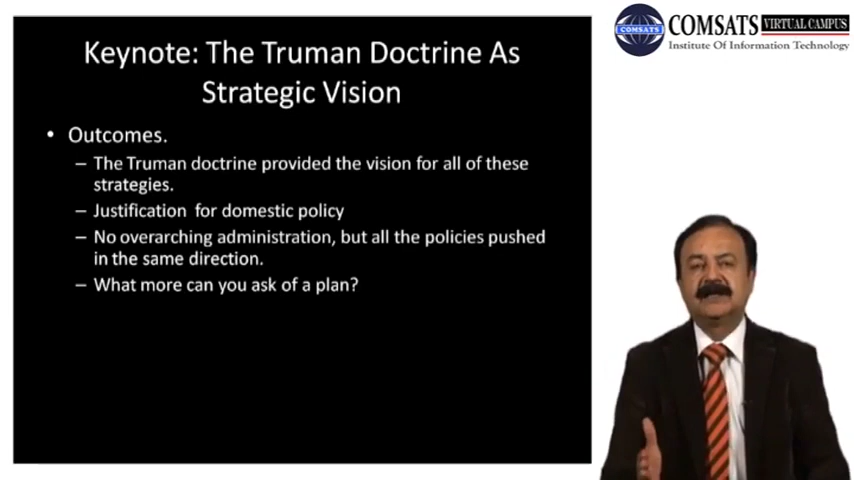 Keynote: The Truman Doctrine As
Strategic Vision
• Outcomes.
– The Truman doctrine provided the vision for all of these
strategies.
– Justification for domestic policy
– No overarching administration, but all the policies pushed
in the same direction.
– What more can you ask of a plan?
COMSATS
COMSATS VIRTUAL CAMPUS
Institute Of Information Technology